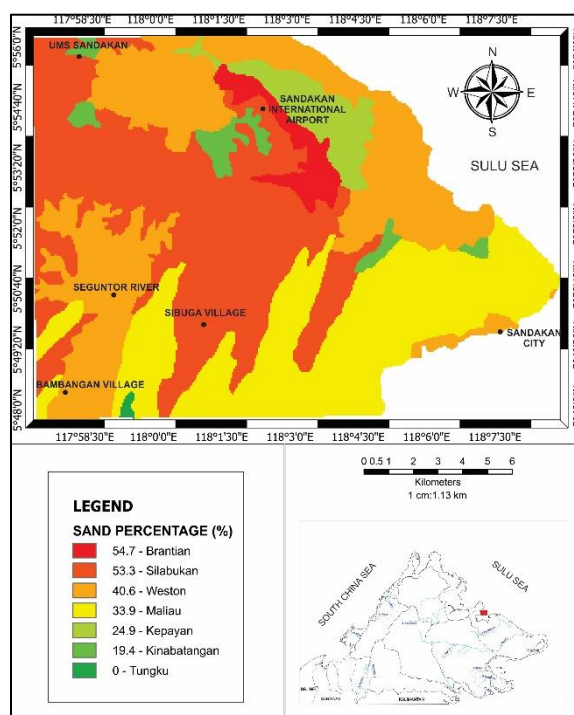 117°58'30"E 118°0'0"E 118°1'30"E 118°3'0"E 118°4'30"E 118°6'0"E 118°7'30"E
5°56'0"N
5°54'40"N
5°53'20"N
5°52'0"N
5°50'40"N
5°49'20"N
5°48'0"N
UMS SANDAKAN
SANDAKAN
INTERNATIONAL
AIRPORT
N
W E
S
SULU SEA
SEGUNTOR RIVER
SIBUGA VILLAGE
SANDAKAN
CITY
BAMBANGAN VILLAGE
117°58'30"E 118°0'0"E 118°1'30"E 118°3'0"E 118°4'30"E 118°6'0"E 118°7'30"E
LEGEND
SAND PERCENTAGE (%)
54.7 - Brantian
53.3 - Silabukan
40.6 - Weston
33.9 - Maliau
24.9 - Kepayan
19.4 - Kinabatangan
0 - Tungku
0 0.5 1 2 3 4 5 6
Kilometers
1 cm:1.13 km
SOUTH CHINA SEA
SULU SEA